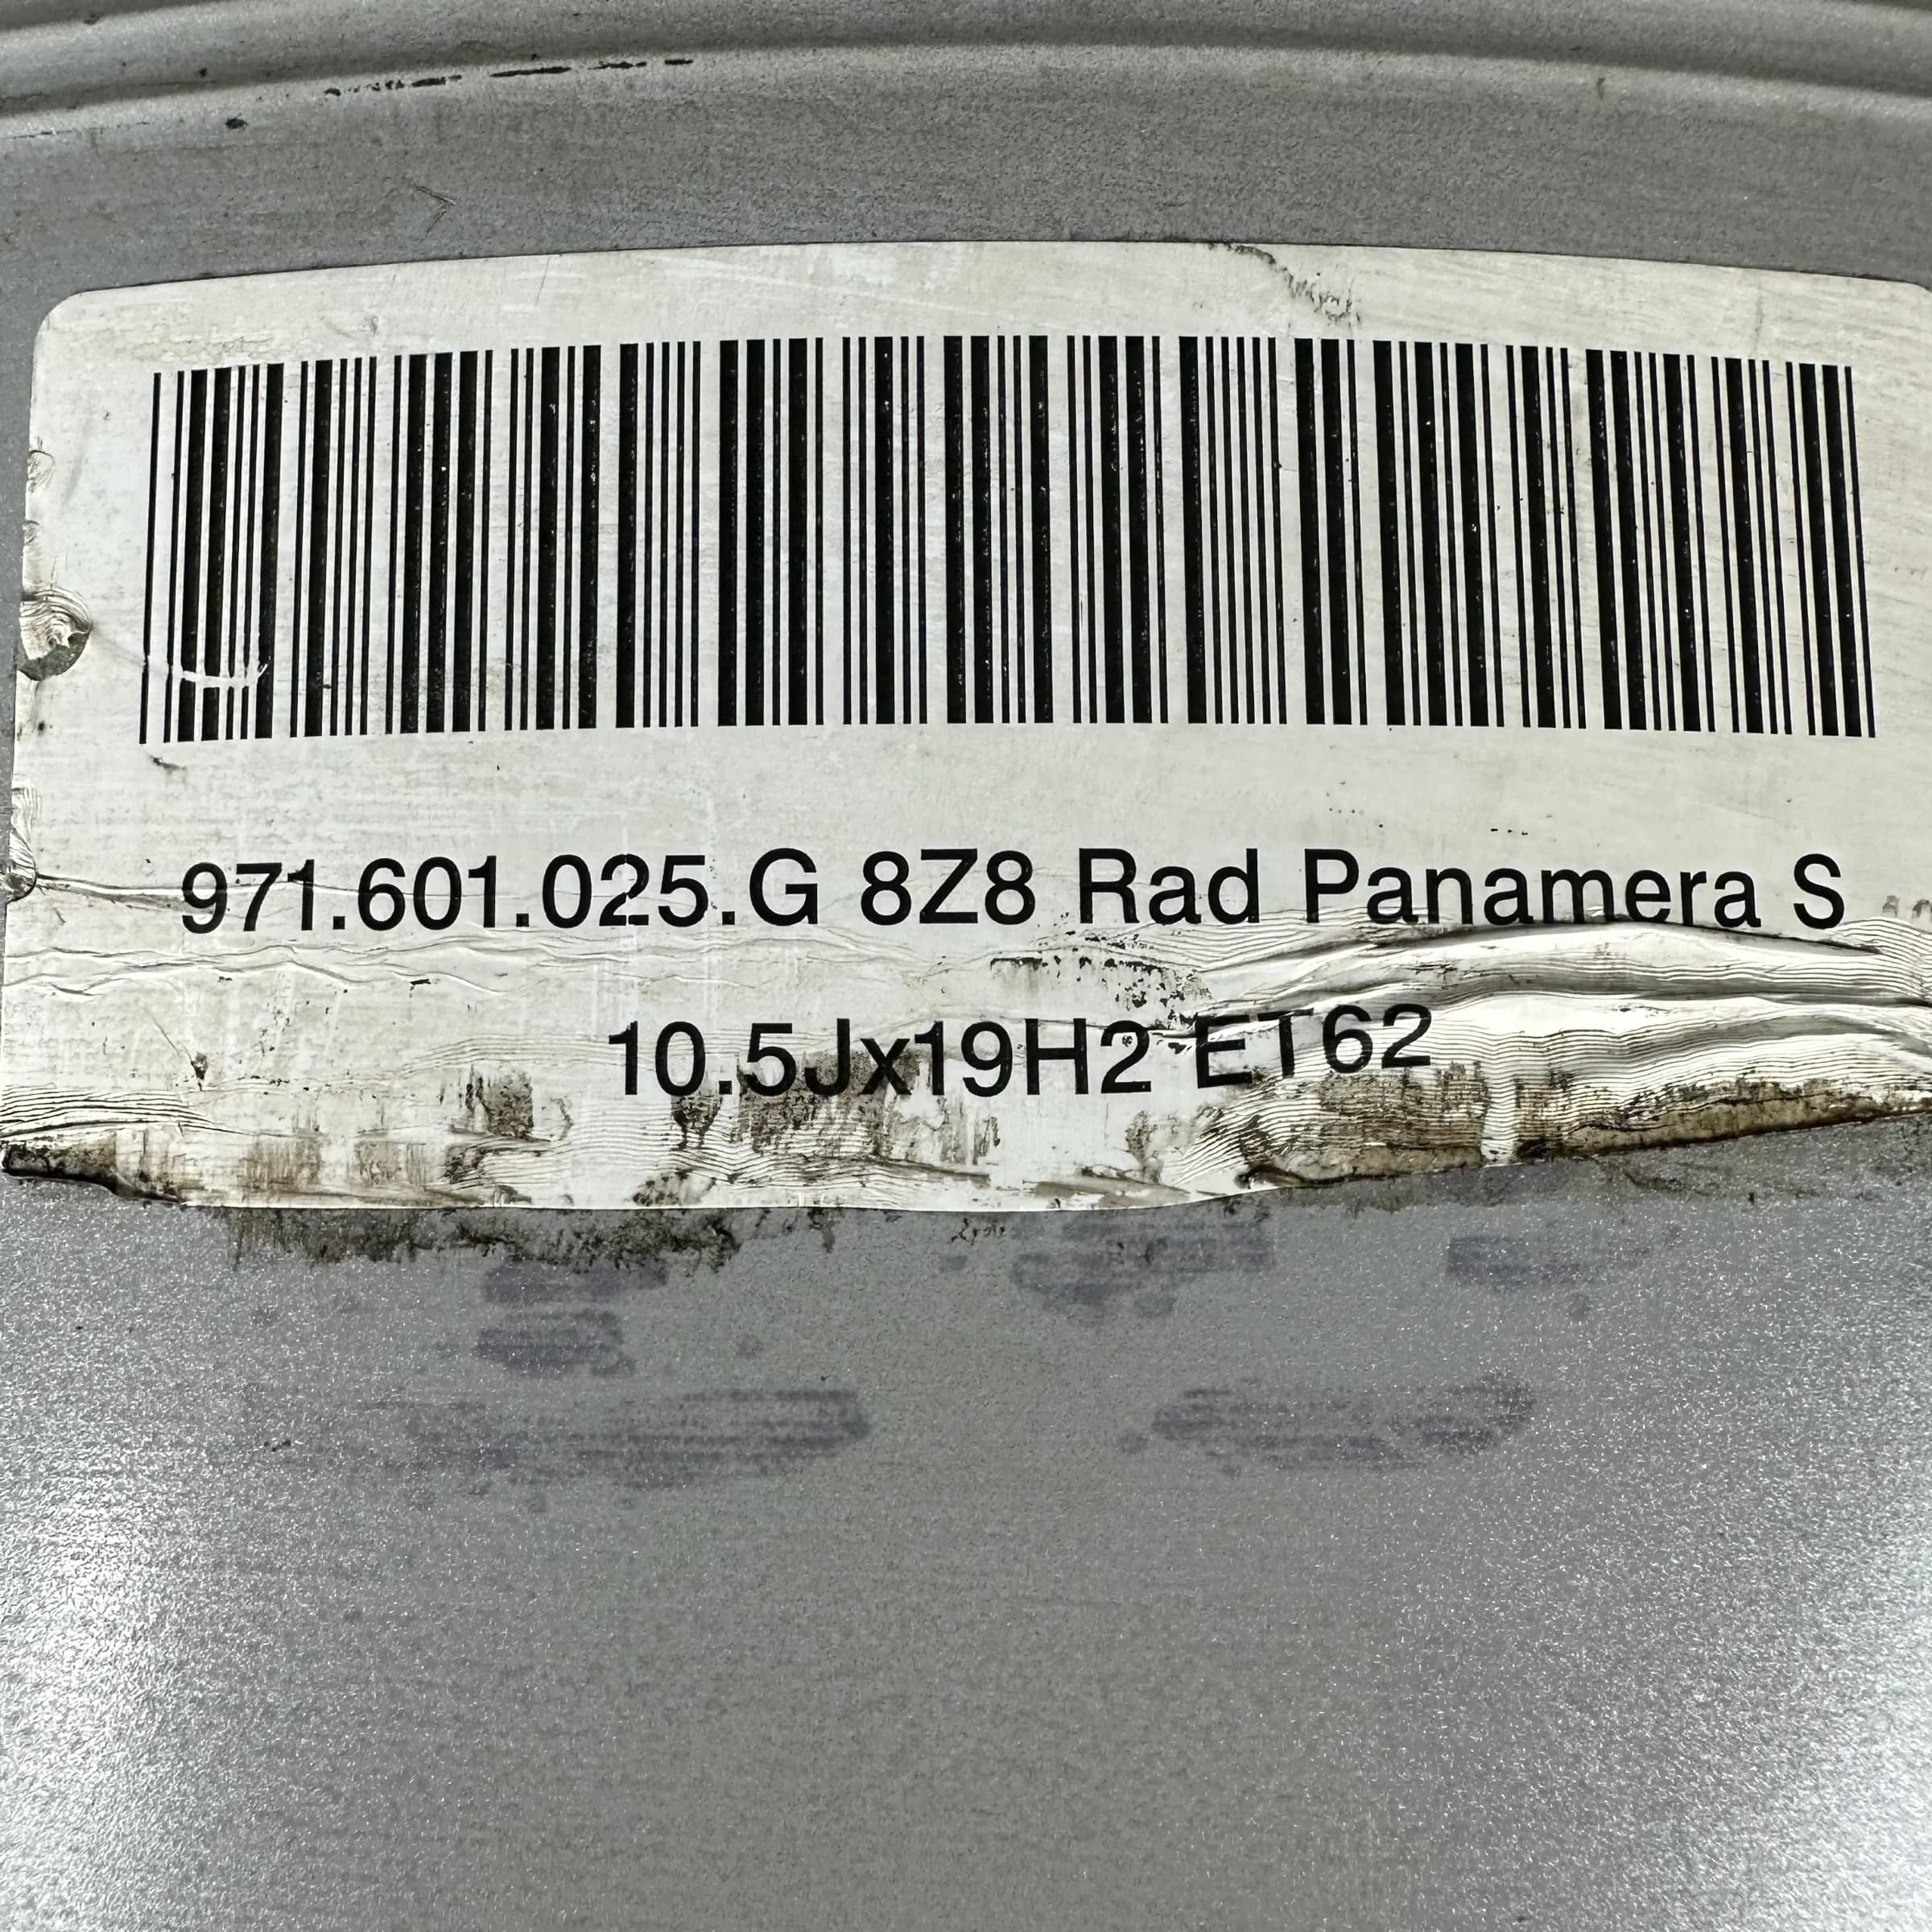 971.601.025.G 8Z8 Rad Panamera S
10.5Jx19H2 ET62